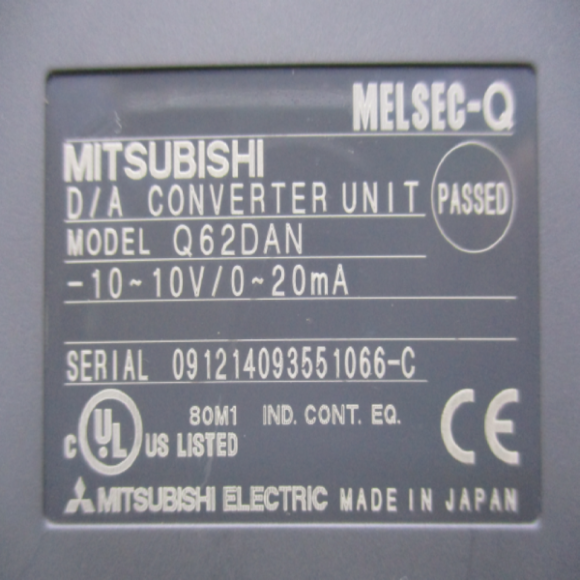 MELSEC-Q
MITSUBISHI
D/A CONVERTER UNIT
PASSED
MODEL Q62DAN
-10~10V/0~20mA
SERIAL 091214093551066-C
C UL US LISTED
80M1 IND. CONT. EQ.
CE
MITSUBISHI ELECTRIC MADE IN JAPAN